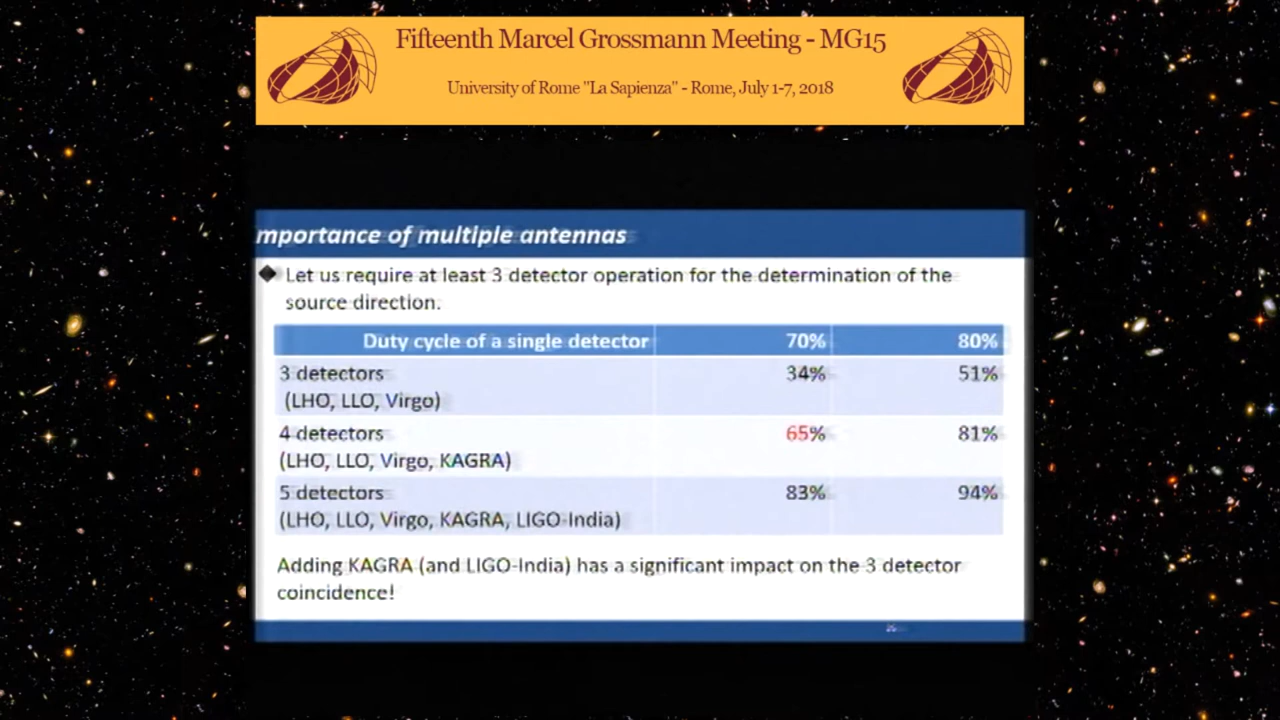 Fifteenth Marcel Grossmann Meeting - MG15
University of Rome "La Sapienza" - Rome, July 1-7, 2018
mportance of multiple antennas
Let us require at least 3 detector operation for the determination of the
source direction.
Duty cycle of a single detector 70% 80%
3 detectors 34% 51%
(LHO, LLO, Virgo)
4 detectors 65% 81%
(LHO, LLO, Virgo, KAGRA)
5 detectors 83% 94%
(LHO, LLO, Virgo, KAGRA, LIGO-India)
Adding KAGRA (and LIGO-India) has a significant impact on the 3 detector
coincidence!